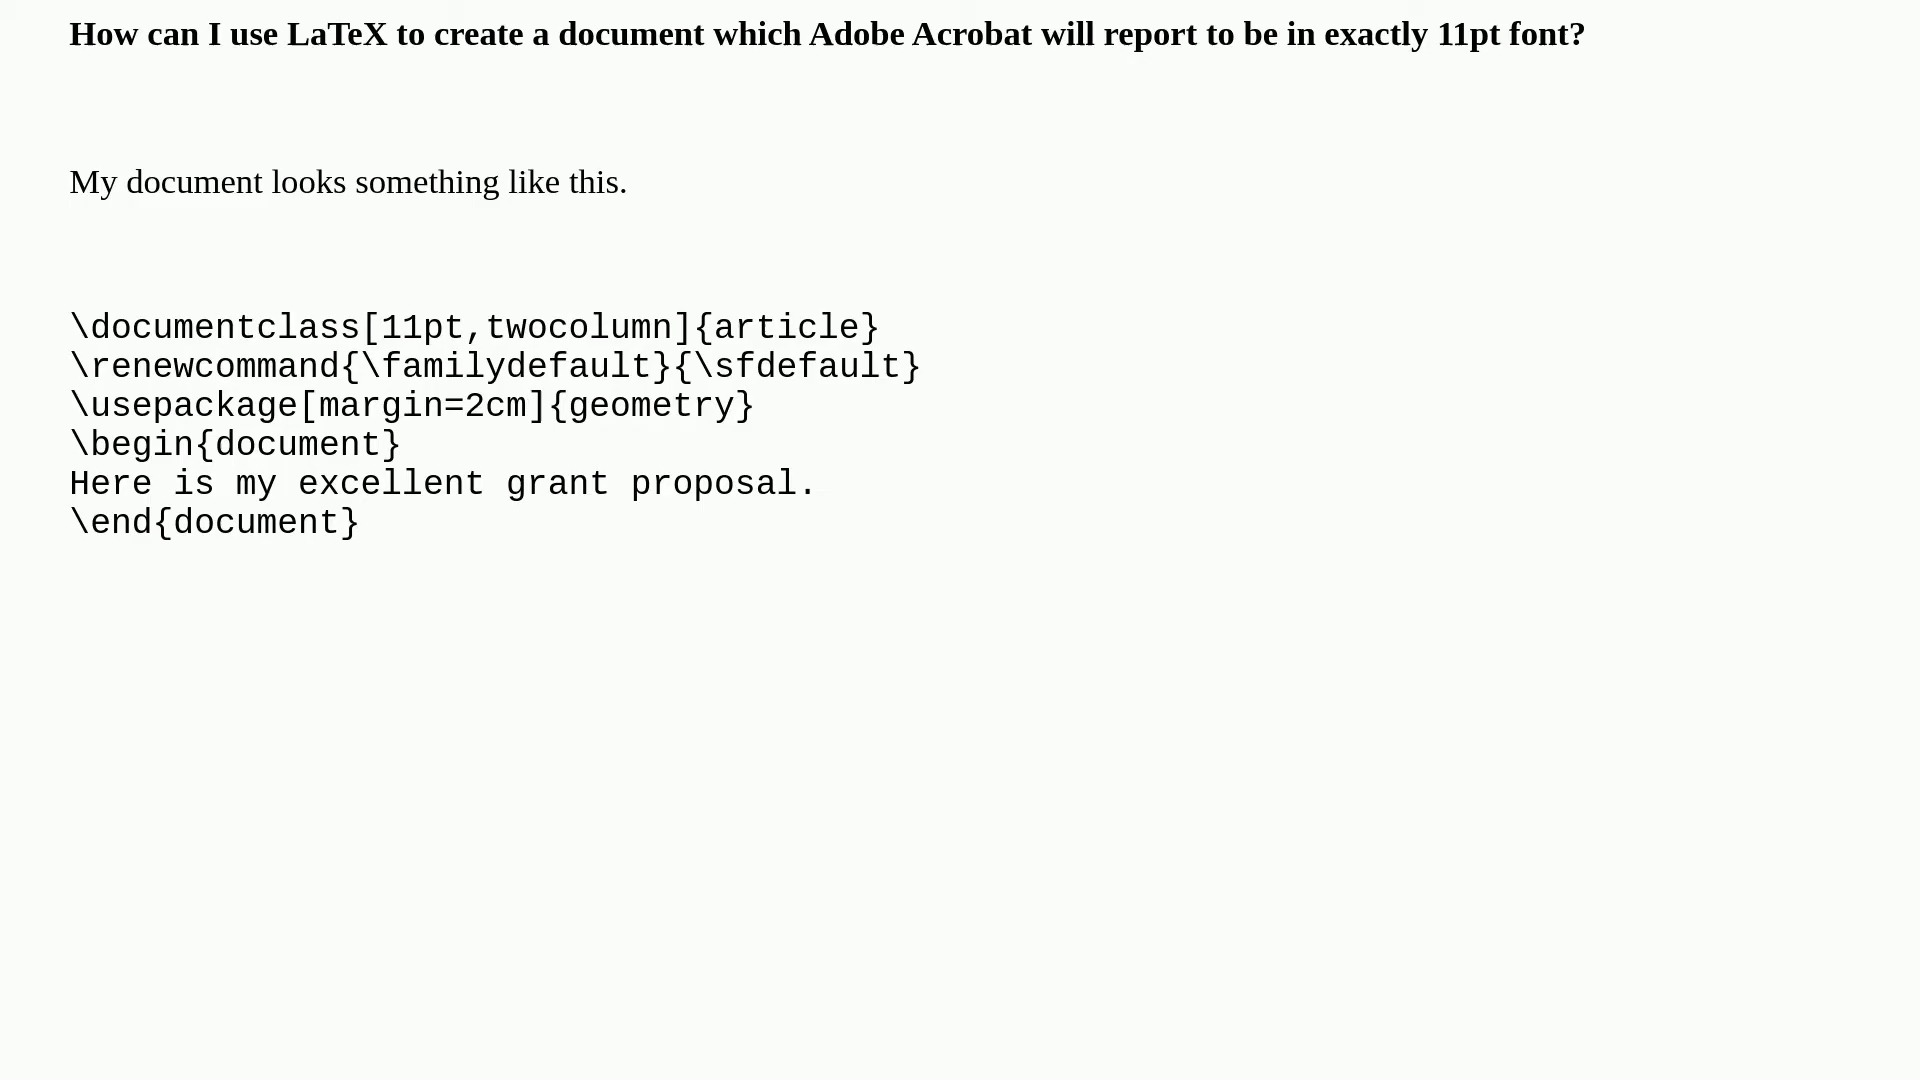 How can I use LaTeX to create a document which Adobe Acrobat will report to be in exactly 11pt font?
My document looks something like this.
\documentclass[11pt,twocolumn]{article}
\renewcommand{\familydefault}{\sfdefault}
\usepackage[margin=2cm]{geometry}
\begin{document}
Here is my excellent grant proposal.
\end{document}